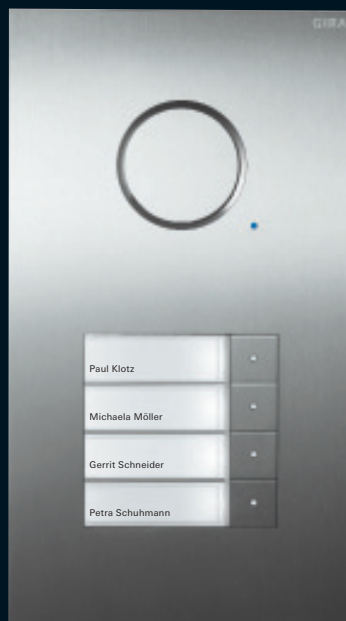 GIRA
Paul Klotz
Michaela Möller
Gerrit Schneider
Petra Schuhmann